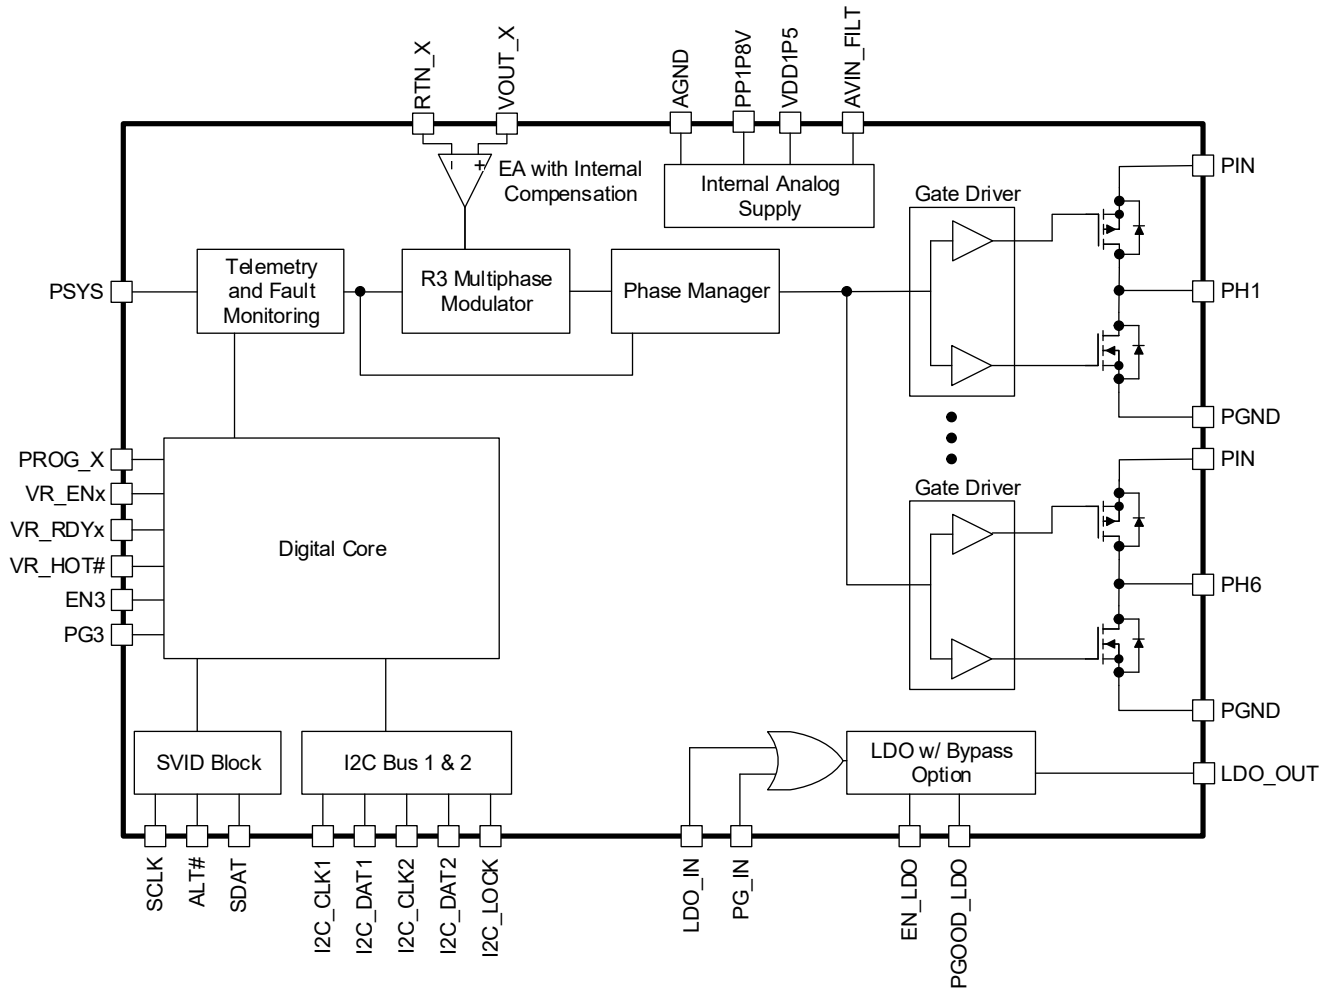 RTN_X
VOUT_X
AGND
PP1P8V
VDD1P5
AVIN_FILT
- +
EA with Internal
Compensation
Internal Analog
Supply
Gate Driver
PIN
PSYS
Telemetry
and Fault
Monitoring
R3 Multiphase
Modulator
Phase Manager
PH1
PGND
PROG_X
VR_ENx
VR_RDYx
VR_HOT#
EN3
PG3
Digital Core
Gate Driver
PIN
PH6
PGND
SVID Block
I2C Bus 1 & 2
LDO w/ Bypass
Option
LDO_OUT
SCLK
ALT#
SDAT
I2C_CLK1
I2C_DAT1
I2C_CLK2
I2C_DAT2
I2C_LOCK
LDO_IN
PG_IN
EN_LDO
PGOOD_LDO